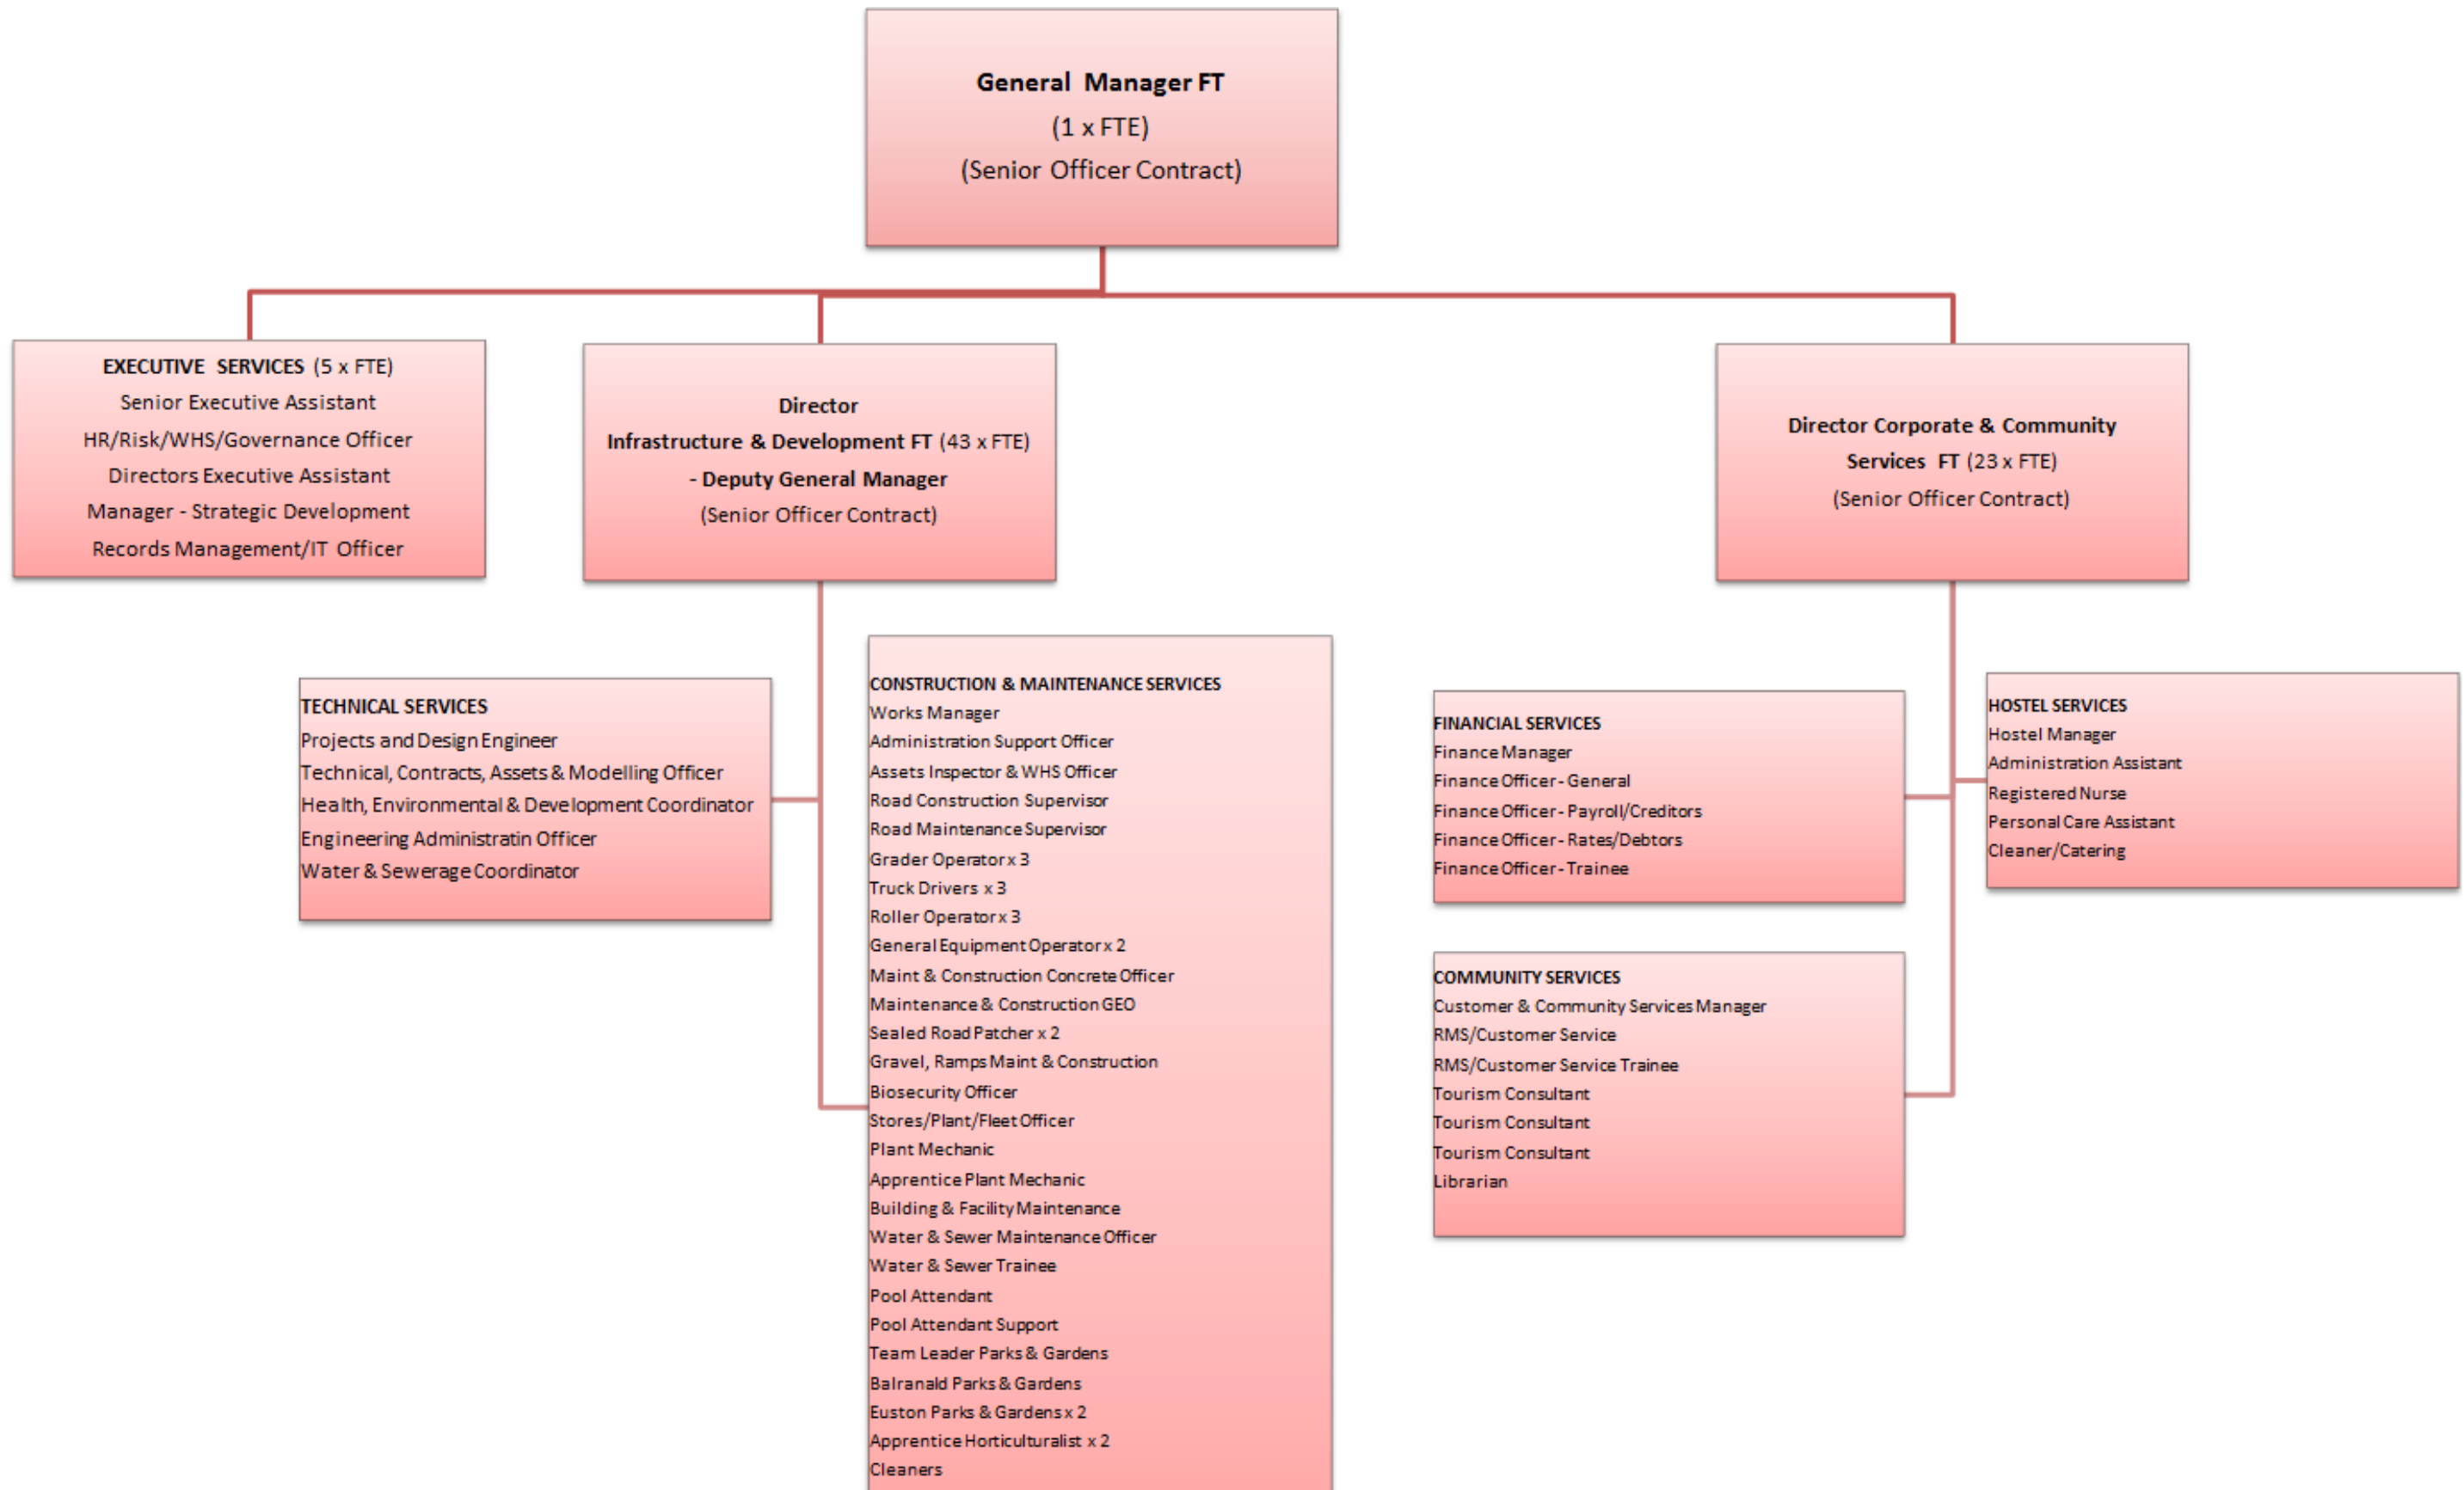 General Manager FT
(1 x FTE)
(Senior Officer Contract)
EXECUTIVE SERVICES (5 x FTE)
Senior Executive Assistant
HR/Risk/WHS/Governance Officer
Directors Executive Assistant
Manager - Strategic Development
Records Management/IT Officer
Director
Infrastructure & Development FT (43 x FTE)
- Deputy General Manager
(Senior Officer Contract)
Director Corporate & Community
Services FT (23 x FTE)
(Senior Officer Contract)
TECHNICAL SERVICES
Projects and Design Engineer
Technical, Contracts, Assets & Modelling Officer
Health, Environmental & Development Coordinator
Engineering Administratin Officer
Water & Sewerage Coordinator
CONSTRUCTION & MAINTENANCE SERVICES
Works Manager
Administration Support Officer
Assets Inspector & WHS Officer
Road Construction Supervisor
Road Maintenance Supervisor
Grader Operator x 3
Truck Drivers x 3
Roller Operator x 3
General Equipment Operator x 2
Maint & Construction Concrete Officer
Maintenance & Construction GEO
Sealed Road Patcher x 2
Gravel, Ramps Maint & Construction
Biosecurity Officer
Stores/Plant/Fleet Officer
Plant Mechanic
Apprentice Plant Mechanic
Building & Facility Maintenance
Water & Sewer Maintenance Officer
Water & Sewer Trainee
Pool Attendant
Pool Attendant Support
Team Leader Parks & Gardens
Balranald Parks & Gardens
Euston Parks & Gardens x 2
Apprentice Horticulturalist x 2
Cleaners
FINANCIAL SERVICES
Finance Manager
Finance Officer - General
Finance Officer - Payroll/Creditors
Finance Officer - Rates/Debtors
Finance Officer - Trainee
HOSTEL SERVICES
Hostel Manager
Administration Assistant
Registered Nurse
Personal Care Assistant
Cleaner/Catering
COMMUNITY SERVICES
Customer & Community Services Manager
RMS/Customer Service
RMS/Customer Service Trainee
Tourism Consultant
Tourism Consultant
Tourism Consultant
Librarian